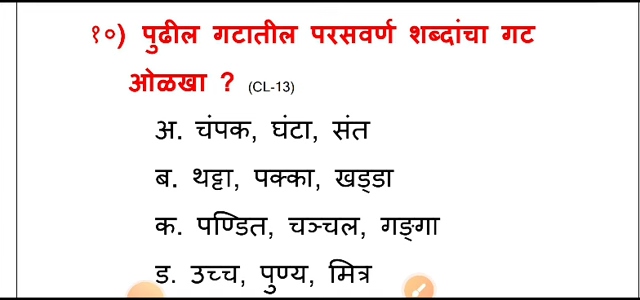 १०) पुढील गटातील परसवर्ण शब्दांचा गट
ओळखा ? (CL-13)
अ. चंपक, घंटा, संत
ब. थट्टा, पक्का, खड्डा
क. पण्डित, चञ्चल, गङ्गा
ड. उच्च, पुण्य, मित्र